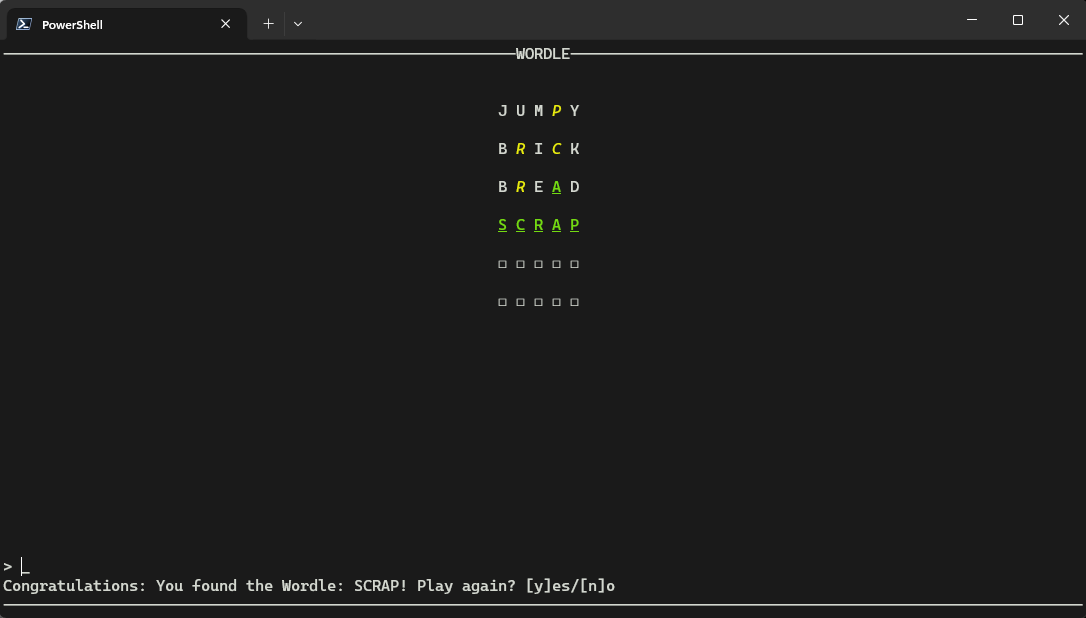 PowerShell
WORDLE
J U M P Y
B R I C K
B R E A D
S C R A P
□ □ □ □ □
□ □ □ □ □
> _
Congratulations: You found the Wordle: SCRAP! Play again? [y]es/[n]o